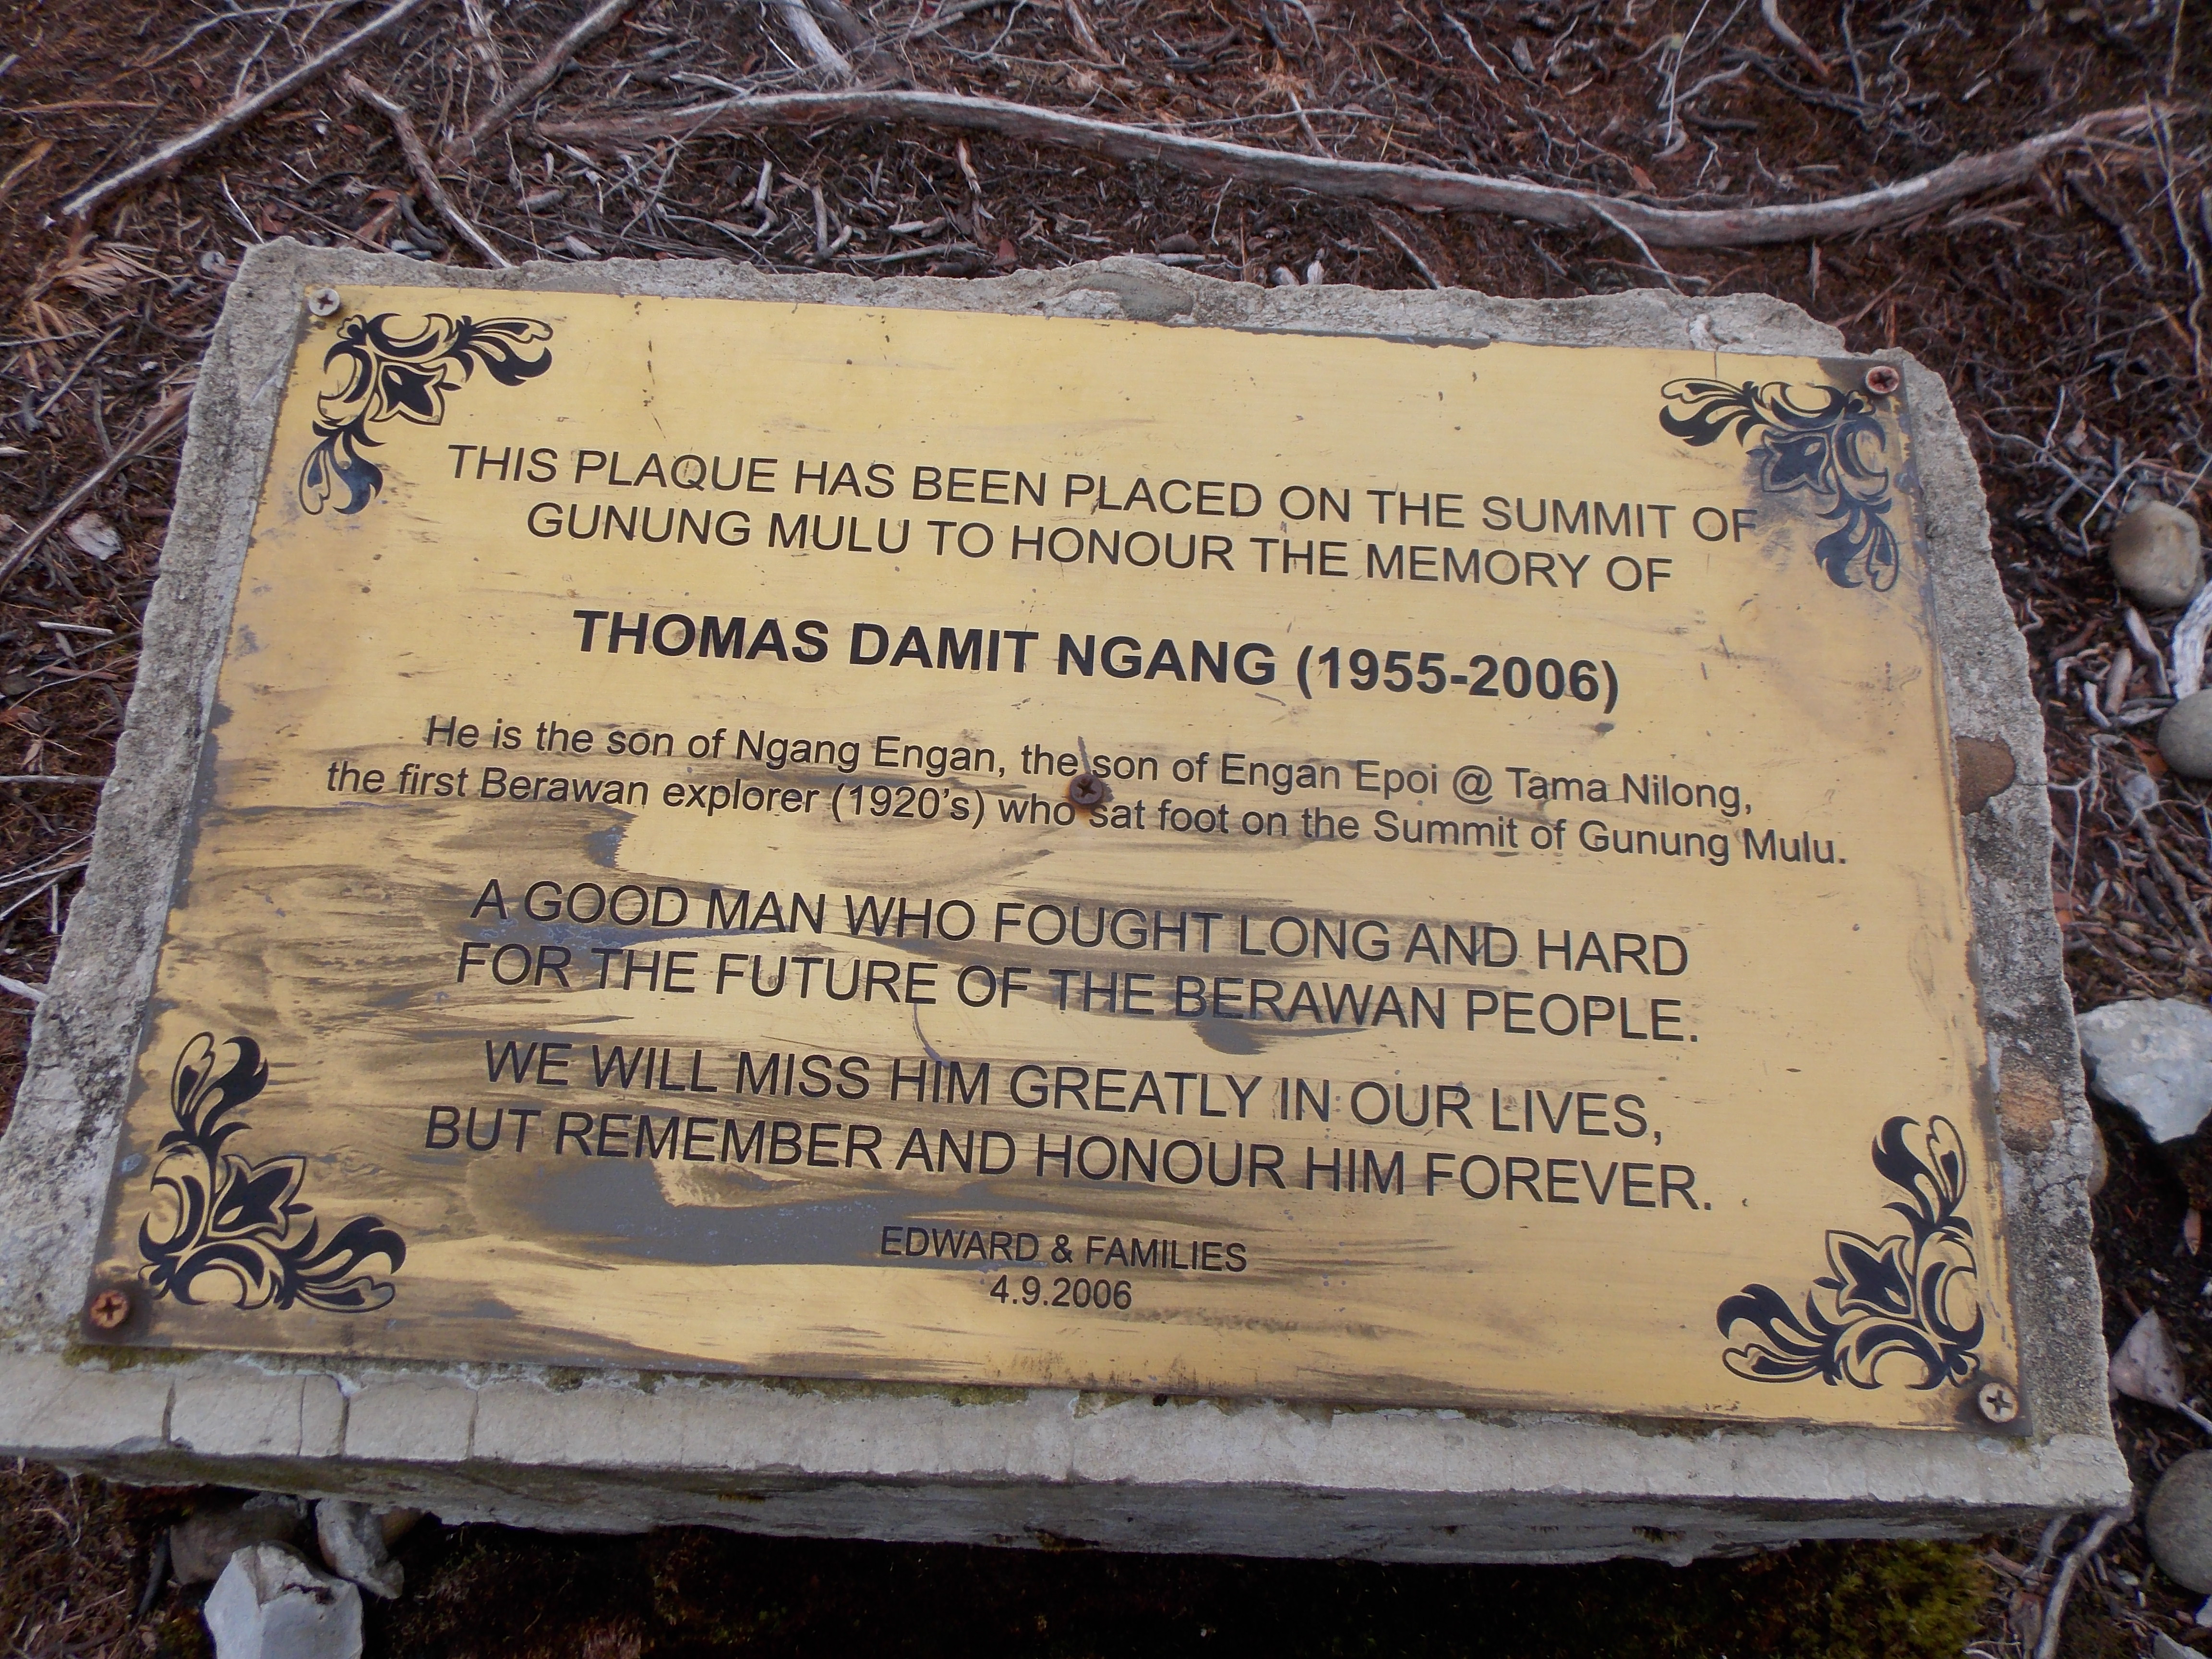 THIS PLAQUE HAS BEEN PLACED ON THE SUMMIT OF
GUNUNG MULU TO HONOUR THE MEMORY OF
THOMAS DAMIT NGANG (1955-2006)
He is the son of Ngang Engan, the son of Engan Epoi @ Tama Nilong,
the first Berawan explorer (1920's) who sat foot on the Summit of Gunung Mulu.
A GOOD MAN WHO FOUGHT LONG AND HARD
FOR THE FUTURE OF THE BERAWAN PEOPLE.
WE WILL MISS HIM GREATLY IN OUR LIVES,
BUT REMEMBER AND HONOUR HIM FOREVER.
EDWARD & FAMILIES
4.9.2006